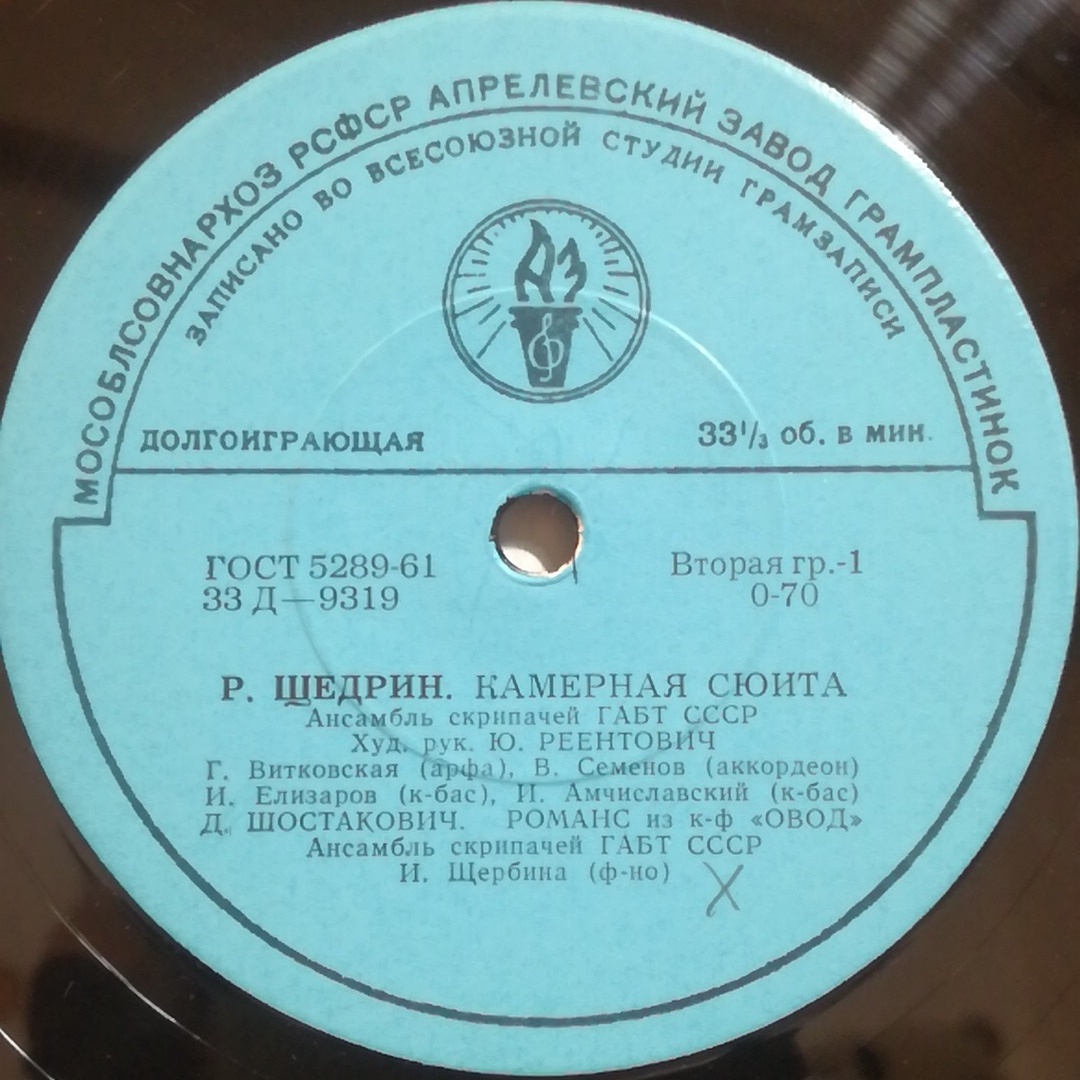 МОСОБЛСОВНАРХОЗ РСФСР АПРЕЛЕВСКИЙ ЗАВОД ГРАМПЛАСТИНОК
ЗАПИСАНО ВО ВСЕСОЮЗНОЙ СТУДИИ ГРАМЗАПИСИ
АЗ
ДОЛГОИГРАЮЩАЯ 33 1/3 об. в мин.
ГОСТ 5289-61 Вторая гр.-1
33 Д—9319 0-70
Р. ЩЕДРИН. КАМЕРНАЯ СЮИТА
Ансамбль скрипачей ГАБТ СССР
Худ. рук. Ю. РЕЕНТОВИЧ
Г. Витковская (арфа), В. Семенов (аккордеон)
И. Елизаров (к-бас), И. Амчиславский (к-бас)
Д. ШОСТАКОВИЧ. РОМАНС из к-ф «ОВОД»
Ансамбль скрипачей ГАБТ СССР
И. Щербина (ф-но) X